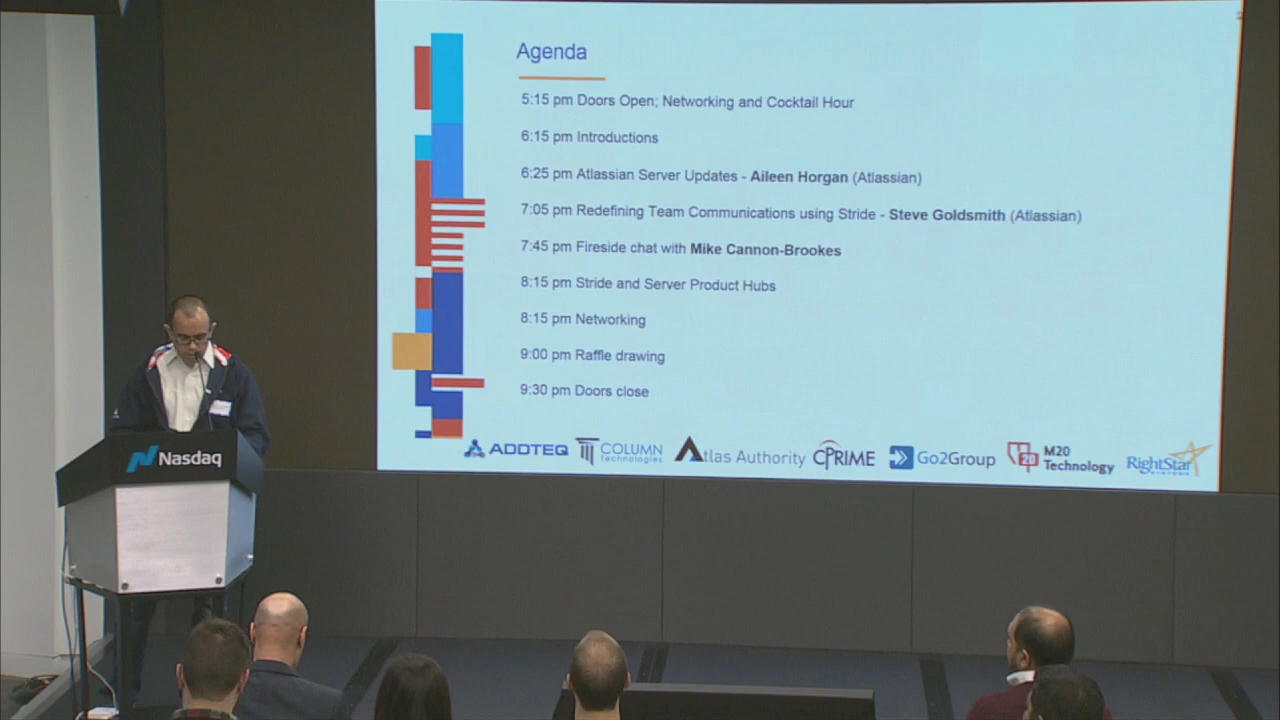 Agenda
5:15 pm Doors Open; Networking and Cocktail Hour
6:15 pm Introductions
6:25 pm Atlassian Server Updates - Aileen Horgan (Atlassian)
7:05 pm Redefining Team Communications using Stride - Steve Goldsmith (Atlassian)
7:45 pm Fireside chat with Mike Cannon-Brookes
8:15 pm Stride and Server Product Hubs
8:15 pm Networking
9:00 pm Raffle drawing
9:30 pm Doors close
ADDTEQ
COLUMN
Technologies
Atlas Authority
CPRIME
Go2Group
M20
Technology
RightStar
SYSTEMS
Nasdaq